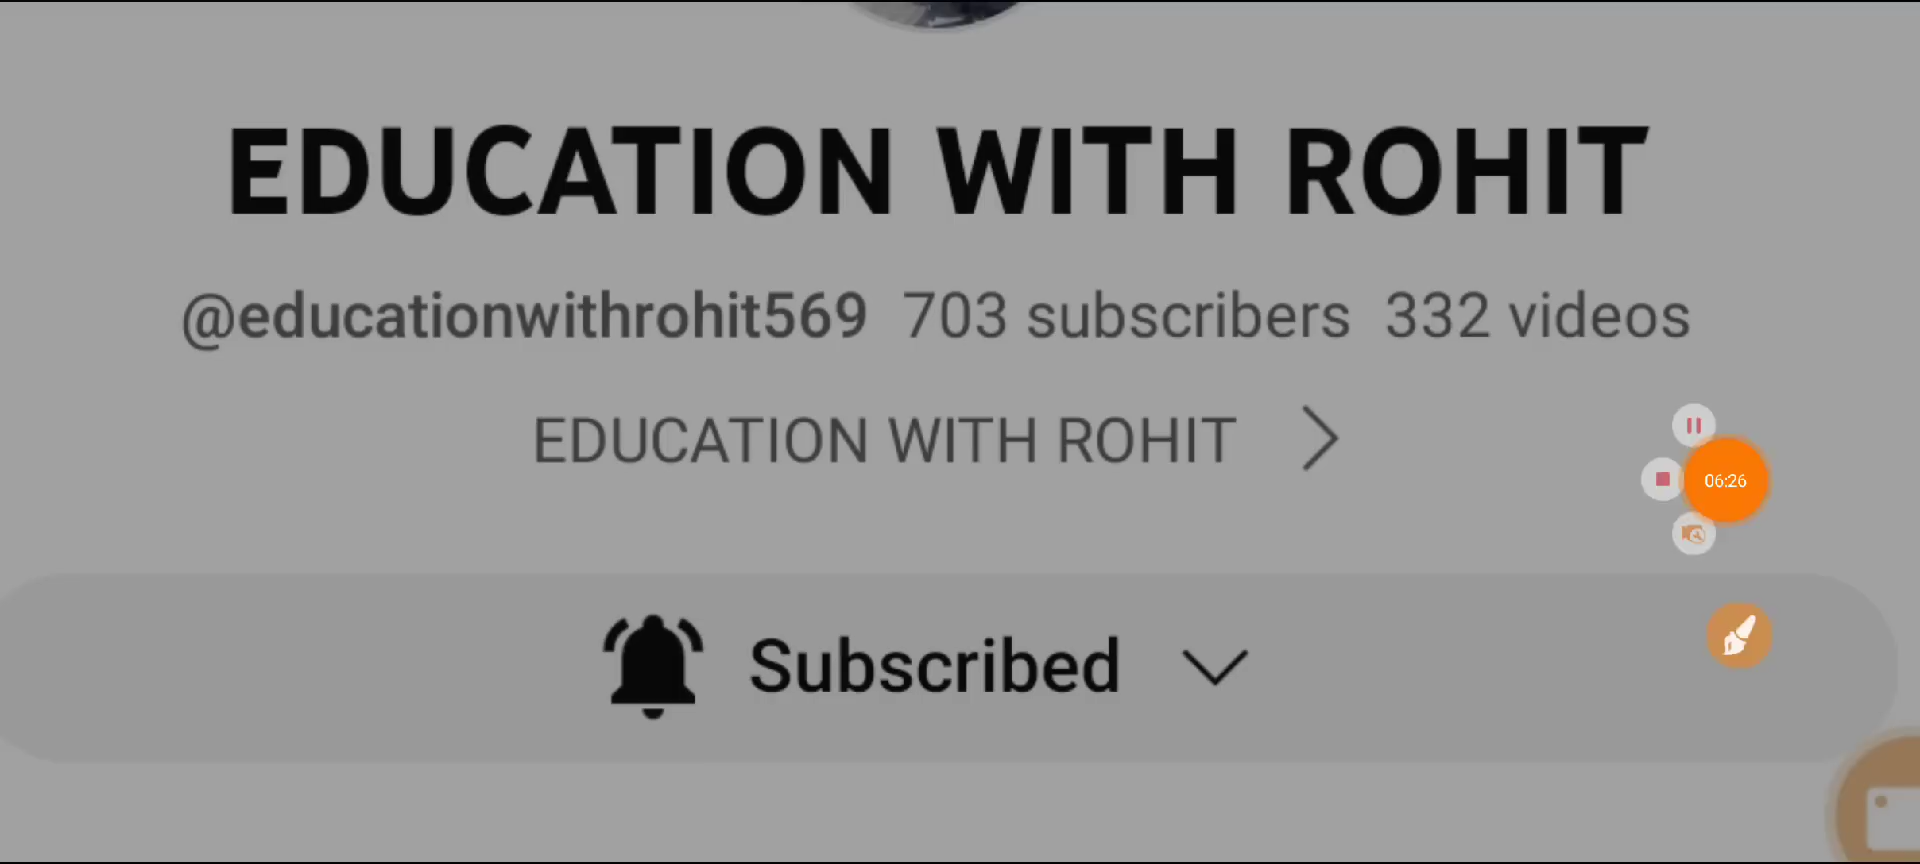 EDUCATION WITH ROHIT
@educationwithrohit569 703 subscribers 332 videos
EDUCATION WITH ROHIT
06:26
Subscribed